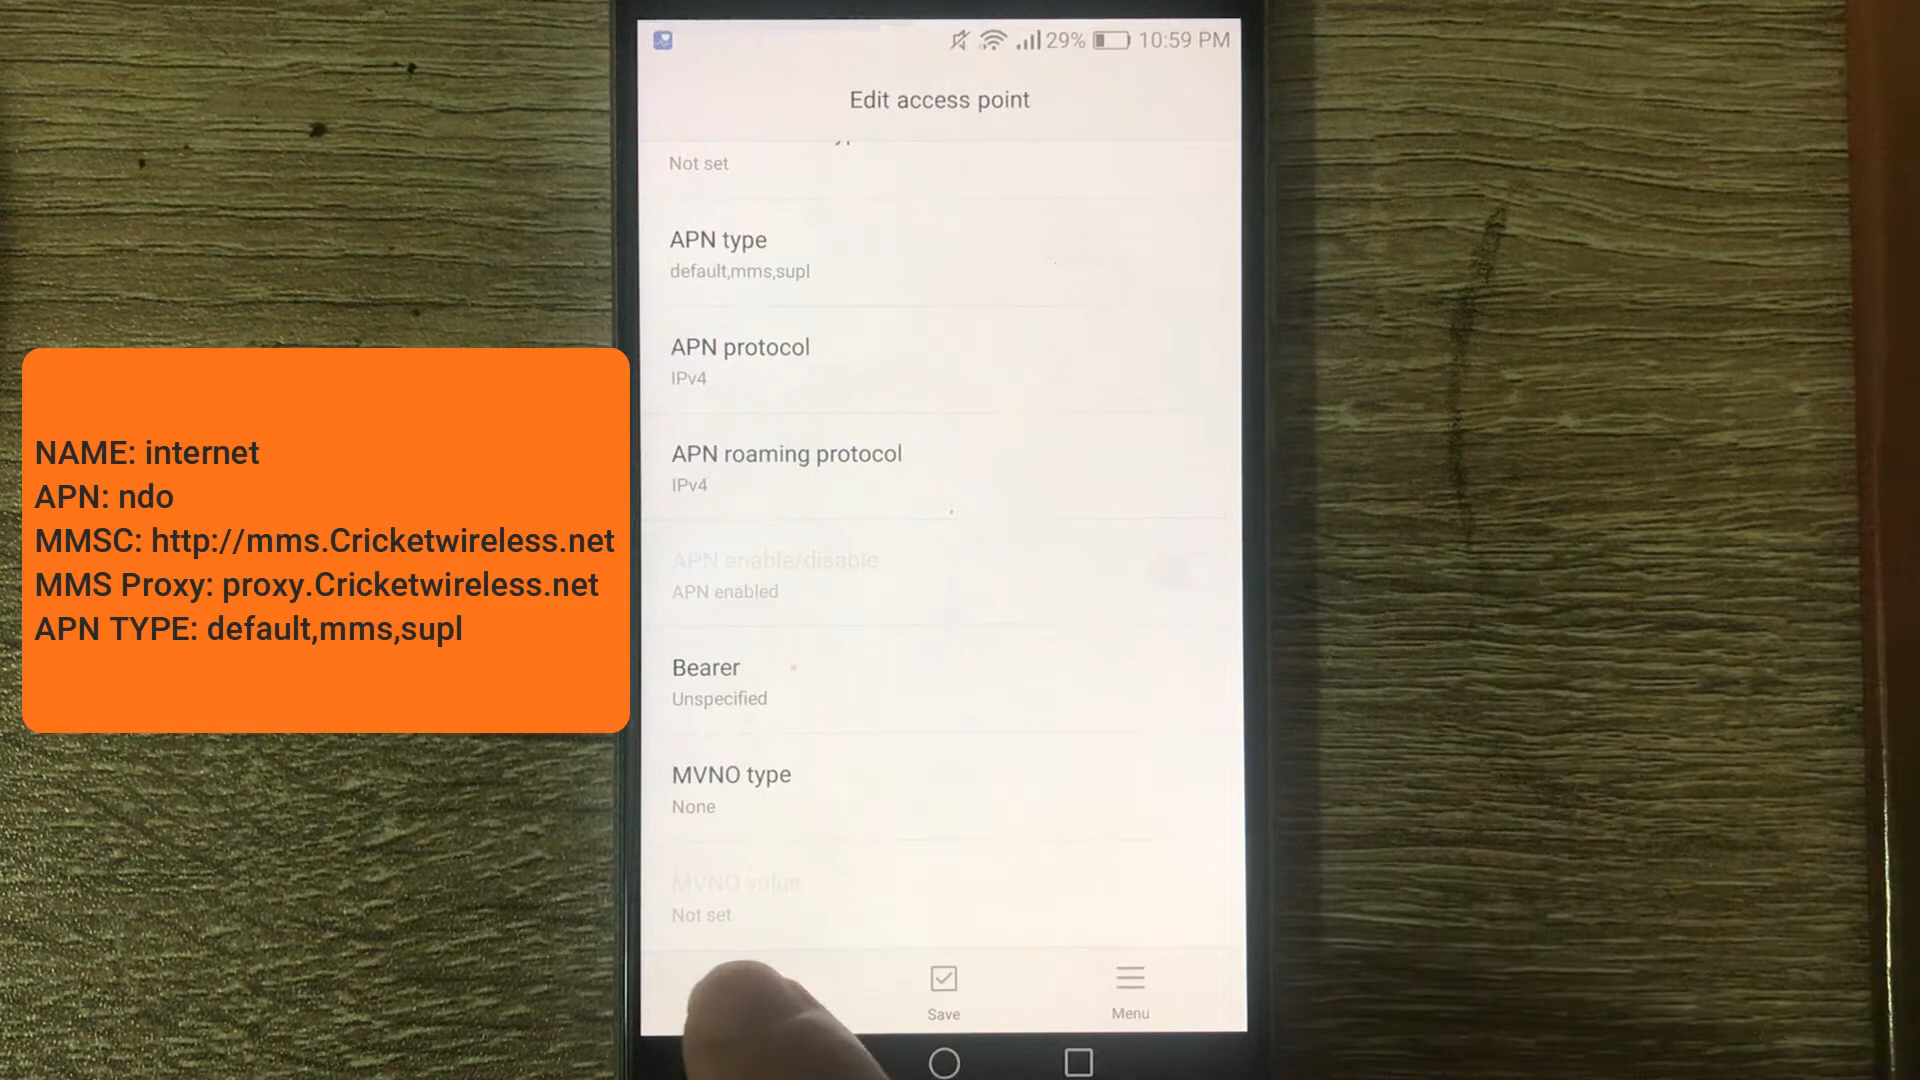 29% 10:59 PM
Edit access point
Not set
APN type
default,mms,supl
APN protocol
IPv4
APN roaming protocol
IPv4
APN enable/disable
APN enabled
Bearer
Unspecified
MVNO type
None
MVNO value
Not set
Save
Menu
NAME: internet
APN: ndo
MMSC: http://mms.Cricketwireless.net
MMS Proxy: proxy.Cricketwireless.net
APN TYPE: default,mms,supl